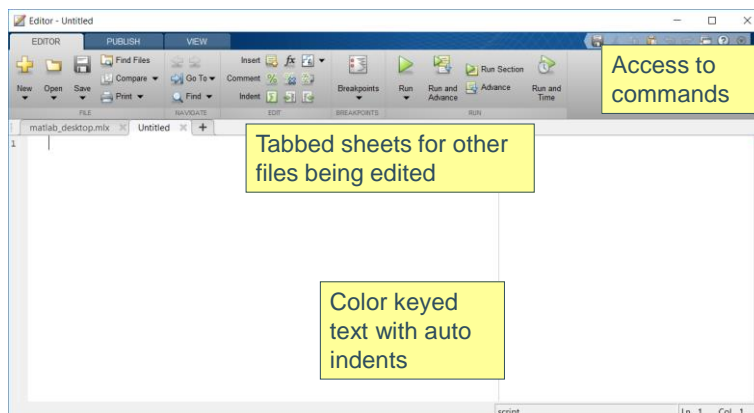 Editor - Untitled
EDITOR PUBLISH VIEW
New Open Save Find Files Compare Print
FILE
Go To Find
NAVIGATE
Insert fx
Comment
Indent
EDIT
Breakpoints
BREAKPOINTS
Run Run and Advance Run Section Advance Run and Time
RUN
Access to
commands
matlab_desktop.mlx Untitled +
1
Tabbed sheets for other
files being edited
Color keyed
text with auto
indents
script Ln 1 Col 1